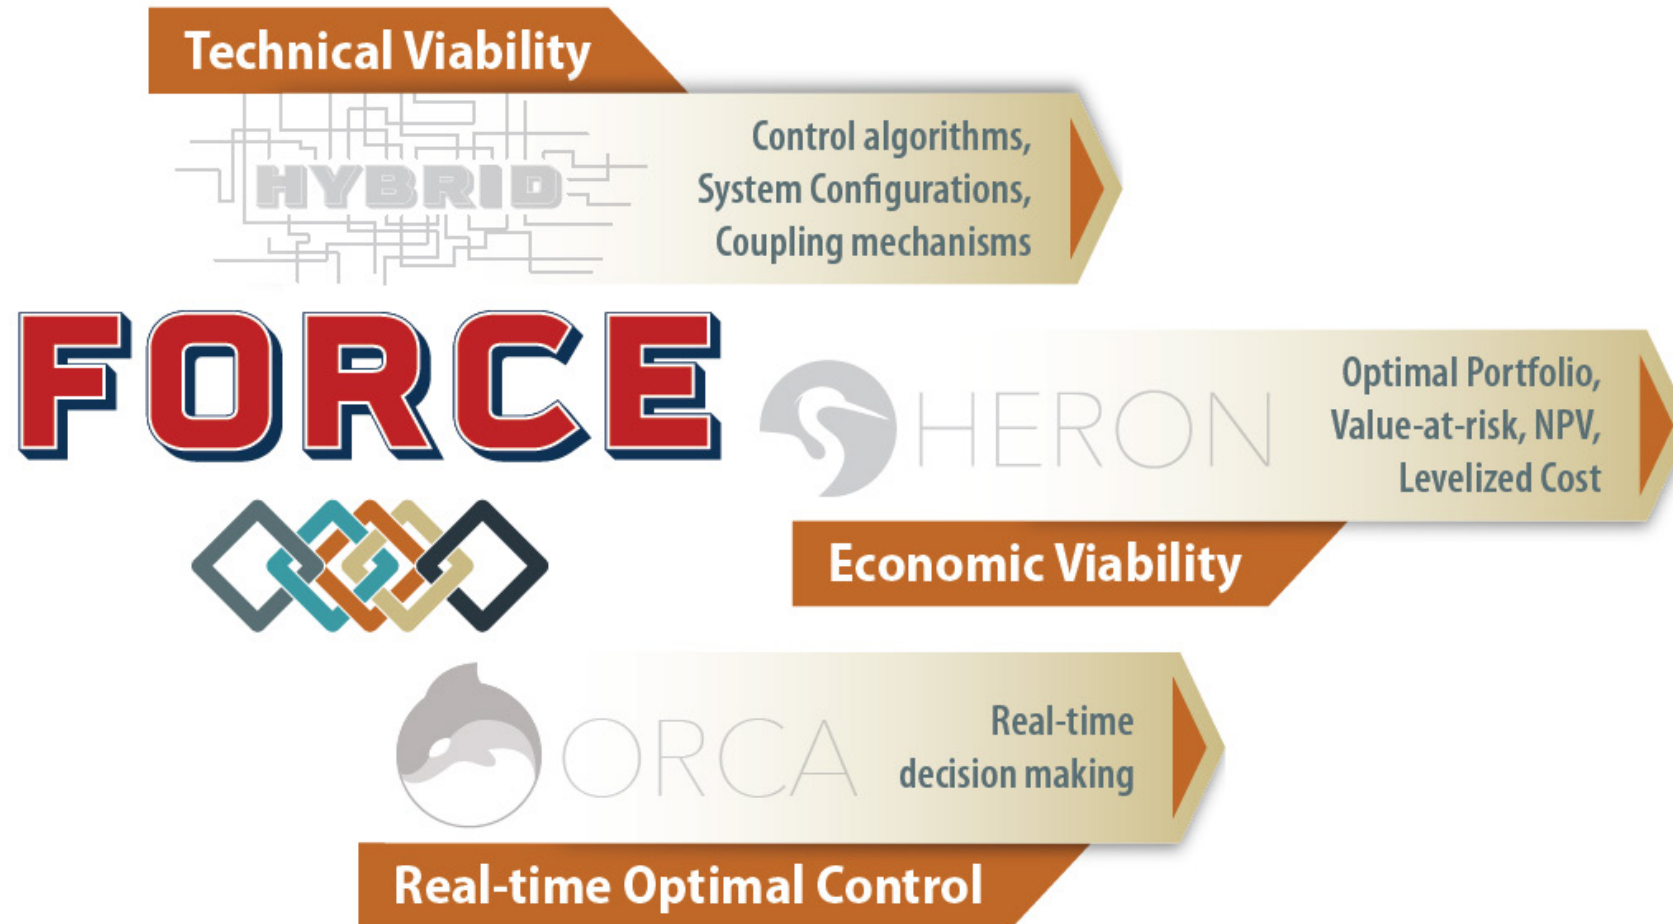 Technical Viability
HYBRID
Control algorithms,
System Configurations,
Coupling mechanisms
FORCE
HERON
Optimal Portfolio,
Value-at-risk, NPV,
Levelized Cost
Economic Viability
ORCA
Real-time
decision making
Real-time Optimal Control